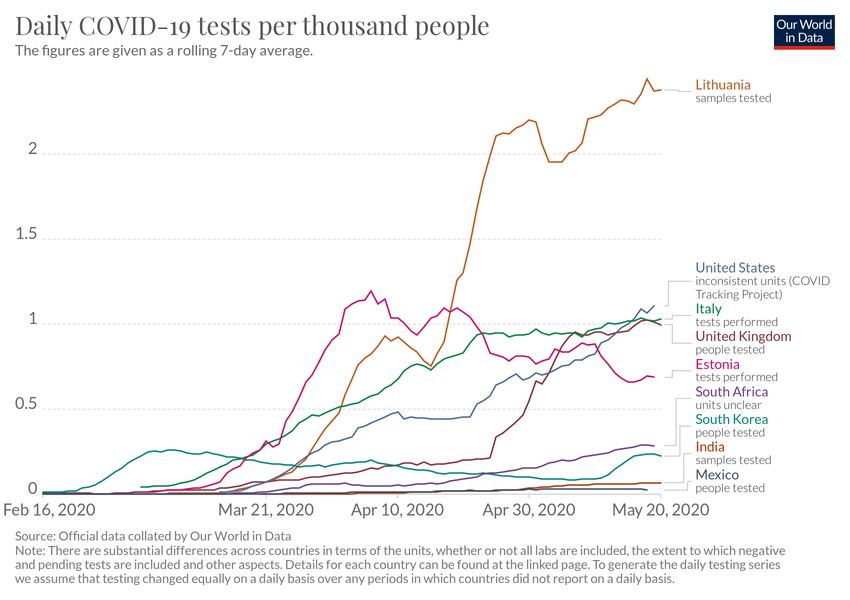 Daily COVID-19 tests per thousand people
The figures are given as a rolling 7-day average.
Our World
in Data
Lithuania
samples tested
2
1.5
United States
inconsistent units (COVID
Tracking Project)
Italy
tests performed
1
United Kingdom
people tested
Estonia
tests performed
South Africa
units unclear
0.5
South Korea
people tested
India
samples tested
Mexico
people tested
0
Feb 16, 2020
Mar 21, 2020
Apr 10, 2020
Apr 30, 2020
May 20, 2020
Source: Official data collated by Our World in Data
Note: There are substantial differences across countries in terms of the units, whether or not all labs are included, the extent to which negative
and pending tests are included and other aspects. Details for each country can be found at the linked page. To generate the daily testing series
we assume that testing changed equally on a daily basis over any periods in which countries did not report on a daily basis.